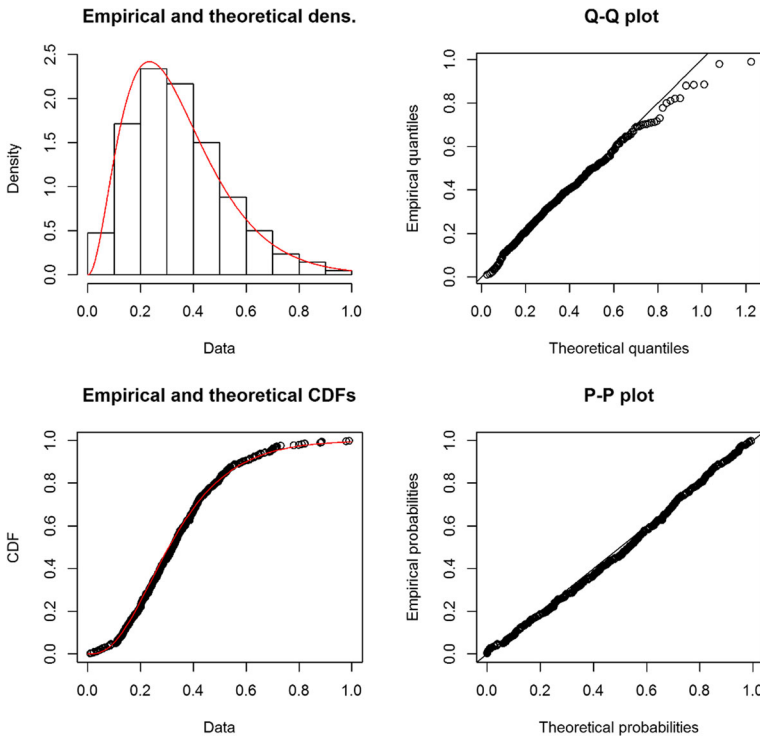 Empirical and theoretical dens.
Density
0.0 0.5 1.0 1.5 2.0 2.5
0.0 0.2 0.4 0.6 0.8 1.0
Data
Q-Q plot
Empirical quantiles
0.0 0.2 0.4 0.6 0.8 1.0
0.0 0.2 0.4 0.6 0.8 1.0 1.2
Theoretical quantiles
Empirical and theoretical CDFs
CDF
0.0 0.2 0.4 0.6 0.8 1.0
0.0 0.2 0.4 0.6 0.8 1.0
Data
P-P plot
Empirical probabilities
0.0 0.2 0.4 0.6 0.8 1.0
0.0 0.2 0.4 0.6 0.8 1.0
Theoretical probabilities